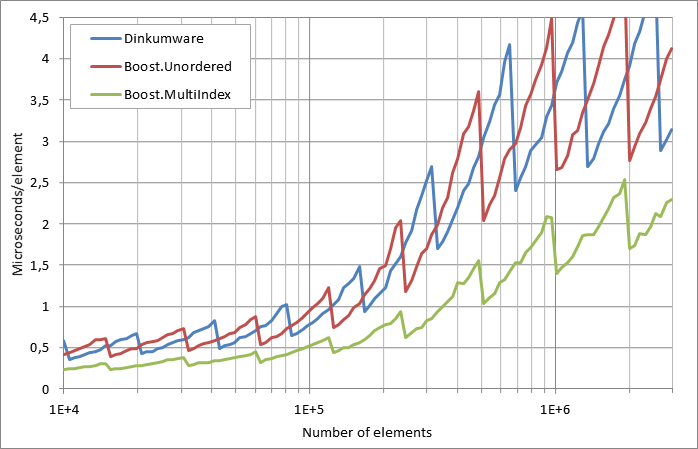 4,5
4
3,5
3
2,5
2
1,5
1
0,5
0
Microseconds/element
Dinkumware
Boost.Unordered
Boost.MultiIndex
1E+4
1E+5
1E+6
Number of elements